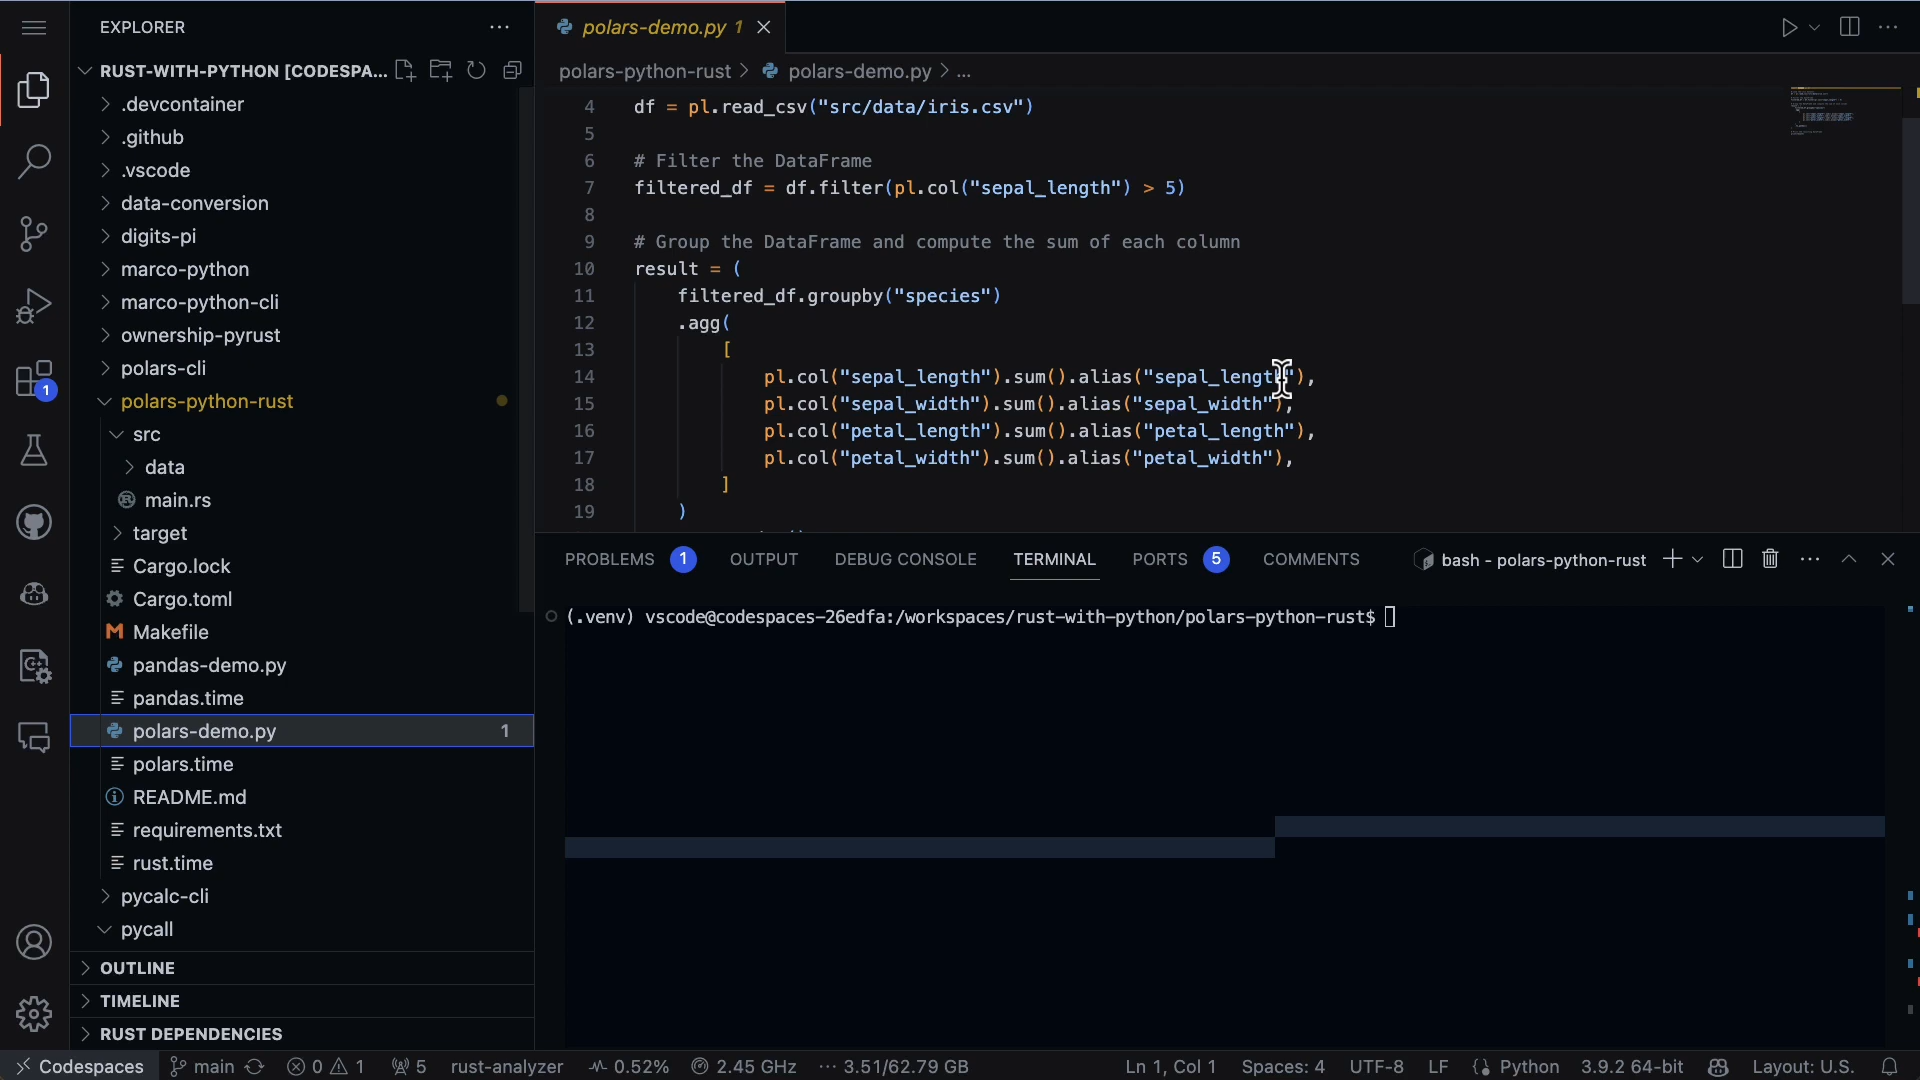 EXPLORER
polars-demo.py 1
RUST-WITH-PYTHON [CODESPA...
polars-python-rust > polars-demo.py > ...
.devcontainer
.github
.vscode
data-conversion
digits-pi
marco-python
marco-python-cli
ownership-pyrust
polars-cli
polars-python-rust
src
data
main.rs
target
Cargo.lock
Cargo.toml
Makefile
pandas-demo.py
pandas.time
polars-demo.py 1
polars.time
README.md
requirements.txt
rust.time
pycalc-cli
pycall
OUTLINE
TIMELINE
RUST DEPENDENCIES
1
4 df = pl.read_csv("src/data/iris.csv")
5
6 # Filter the DataFrame
7 filtered_df = df.filter(pl.col("sepal_length") > 5)
8
9 # Group the DataFrame and compute the sum of each column
10 result = (
11 filtered_df.groupby("species")
12 .agg(
13 [
14 pl.col("sepal_length").sum().alias("sepal_length"),
15 pl.col("sepal_width").sum().alias("sepal_width"),
16 pl.col("petal_length").sum().alias("petal_length"),
17 pl.col("petal_width").sum().alias("petal_width"),
18 ]
19 )
PROBLEMS 1 OUTPUT DEBUG CONSOLE TERMINAL PORTS 5 COMMENTS bash - polars-python-rust
(.venv) vscode@codespaces-26edfa:/workspaces/rust-with-python/polars-python-rust$
Codespaces main 0 1 5 rust-analyzer 0.52% 2.45 GHz 3.51/62.79 GB Ln 1, Col 1 Spaces: 4 UTF-8 LF Python 3.9.2 64-bit Layout: U.S.